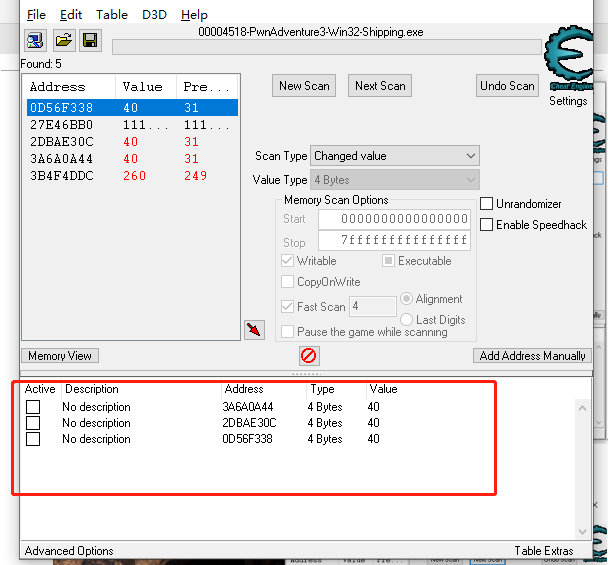 File Edit Table D3D Help
00004518-PwnAdventure3-Win32-Shipping.exe
Found: 5
Address Value Pre...
0D56F338 40 31
27E46BB0 111... 111...
2DBAE30C 40 31
3A6A0A44 40 31
3B4F4DDC 260 249
New Scan Next Scan Undo Scan
Cheat Engine
Settings
Scan Type Changed value
Value Type 4 Bytes
Memory Scan Options
Start 0000000000000000
Stop 7fffffffffffffff
Writable Executable
CopyOnWrite
Fast Scan 4 Alignment
Last Digits
Pause the game while scanning
Unrandomizer
Enable Speedhack
Memory View Add Address Manually
Active Description Address Type Value
No description 3A6A0A44 4 Bytes 40
No description 2DBAE30C 4 Bytes 40
No description 0D56F338 4 Bytes 40
Advanced Options Table Extras